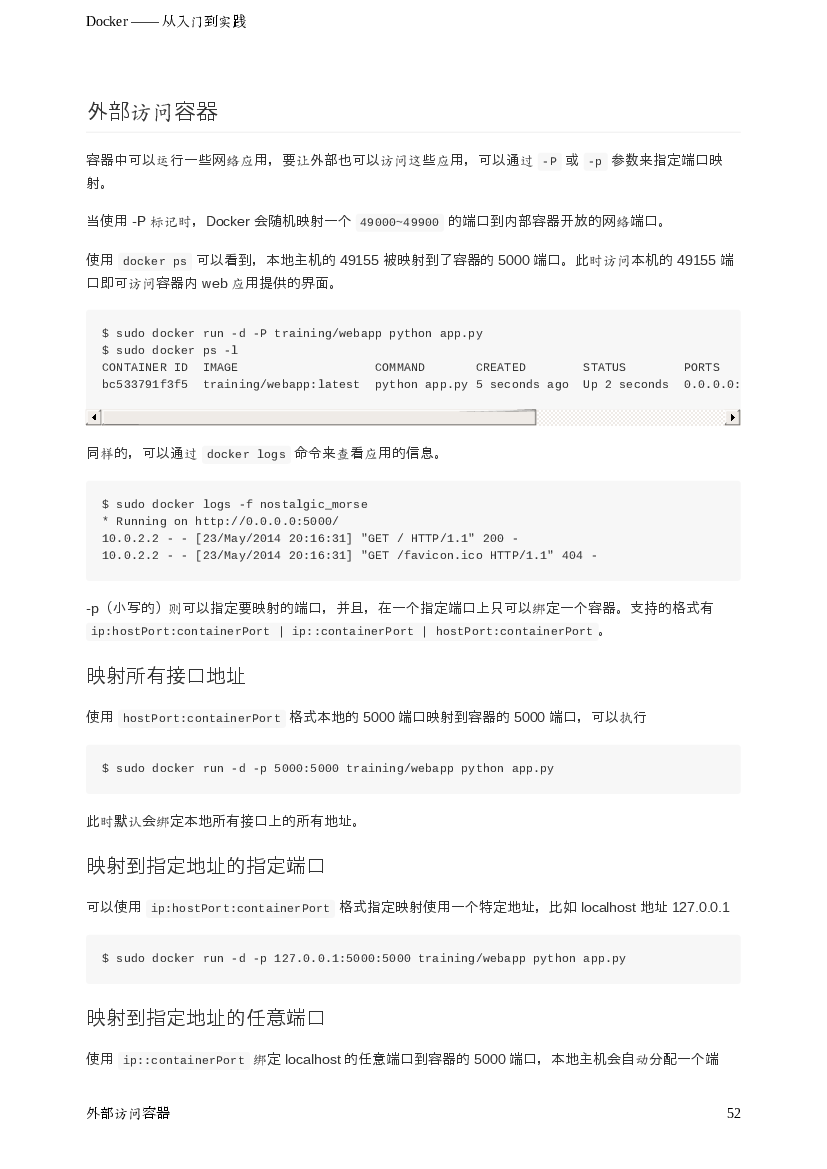 Docker —— 从入门到实践
外部访问容器
容器中可以运行一些网络应用，要让外部也可以访问这些应用，可以通过 -P 或 -p 参数来指定端口映
射。
当使用 -P 标记时，Docker 会随机映射一个 49000~49900 的端口到内部容器开放的网络端口。
使用 docker ps 可以看到，本地主机的 49155 被映射到了容器的 5000 端口。此时访问本机的 49155 端
口即可访问容器内 web 应用提供的界面。
$ sudo docker run -d -P training/webapp python app.py
$ sudo docker ps -l
CONTAINER ID  IMAGE                   COMMAND       CREATED        STATUS        PORTS
bc533791f3f5  training/webapp:latest  python app.py 5 seconds ago  Up 2 seconds  0.0.0.0:
同样的，可以通过 docker logs 命令来查看应用的信息。
$ sudo docker logs -f nostalgic_morse
* Running on http://0.0.0.0:5000/
10.0.2.2 - - [23/May/2014 20:16:31] "GET / HTTP/1.1" 200 -
10.0.2.2 - - [23/May/2014 20:16:31] "GET /favicon.ico HTTP/1.1" 404 -
-p（小写的）则可以指定要映射的端口，并且，在一个指定端口上只可以绑定一个容器。支持的格式有
ip:hostPort:containerPort | ip::containerPort | hostPort:containerPort 。
映射所有接口地址
使用 hostPort:containerPort 格式本地的 5000 端口映射到容器的 5000 端口，可以执行
$ sudo docker run -d -p 5000:5000 training/webapp python app.py
此时默认会绑定本地所有接口上的所有地址。
映射到指定地址的指定端口
可以使用 ip:hostPort:containerPort 格式指定映射使用一个特定地址，比如 localhost 地址 127.0.0.1
$ sudo docker run -d -p 127.0.0.1:5000:5000 training/webapp python app.py
映射到指定地址的任意端口
使用 ip::containerPort 绑定 localhost 的任意端口到容器的 5000 端口，本地主机会自动分配一个端
外部访问容器 52